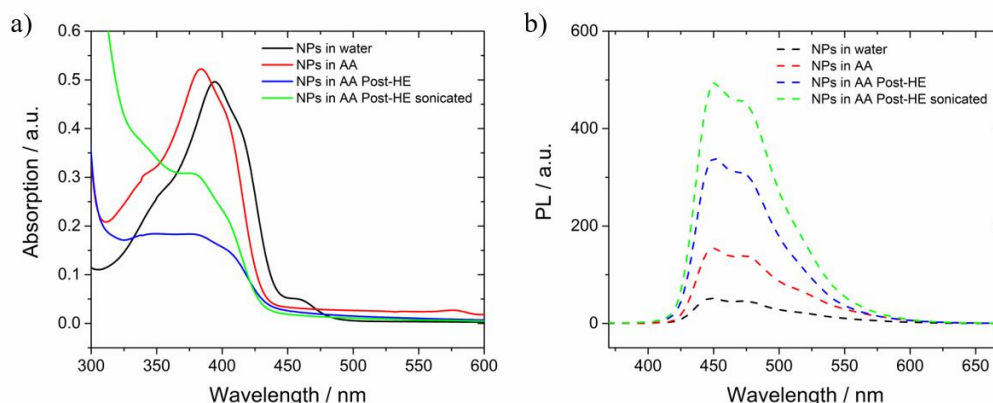 a)
0.6
0.5
0.4
0.3
0.2
0.1
0.0
Absorption / a.u.
NPs in water
NPs in AA
NPs in AA Post-HE
NPs in AA Post-HE sonicated
300 350 400 450 500 550 600
Wavelength / nm
b)
600
400
200
0
PL / a.u.
NPs in water
NPs in AA
NPs in AA Post-HE
NPs in AA Post-HE sonicated
400 450 500 550 600 650
Wavelength / nm